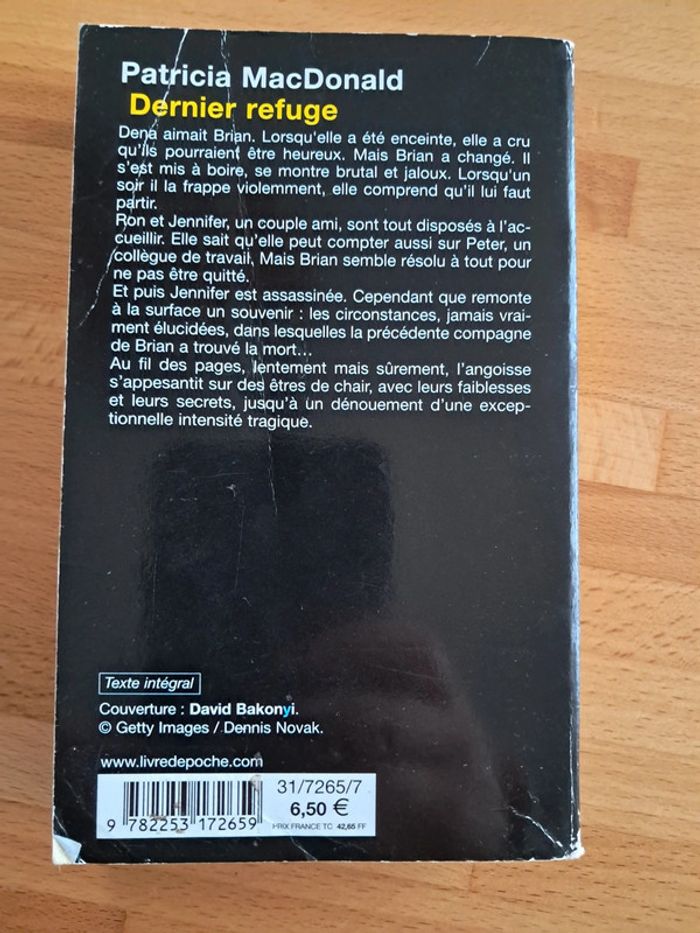 Patricia MacDonald
Dernier refuge
Dena aimait Brian. Lorsqu'elle a été enceinte, elle a cru
qu'ils pourraient être heureux. Mais Brian a changé. Il
s'est mis à boire, se montre brutal et jaloux. Lorsqu'un
soir il la frappe violemment, elle comprend qu'il lui faut
partir.
Ron et Jennifer, un couple ami, sont tout disposés à l'ac-
cueillir. Elle sait qu'elle peut compter aussi sur Peter, un
collègue de travail. Mais Brian semble résolu à tout pour
ne pas être quitté.
Et puis Jennifer est assassinée. Cependant que remonte
à la surface un souvenir : les circonstances, jamais vrai-
ment élucidées, dans lesquelles la précédente compagne
de Brian a trouvé la mort...
Au fil des pages, lentement mais sûrement, l'angoisse
s'appesantit sur des êtres de chair, avec leurs faiblesses
et leurs secrets, jusqu'à un dénouement d'une excep-
tionnelle intensité tragique.
Texte intégral
Couverture : David Bakonyi.
© Getty Images / Dennis Novak.
www.livredepoche.com
31/7265/7
6,50 €
9 782253 172659
PRIX FRANCE TC 42,65 FF